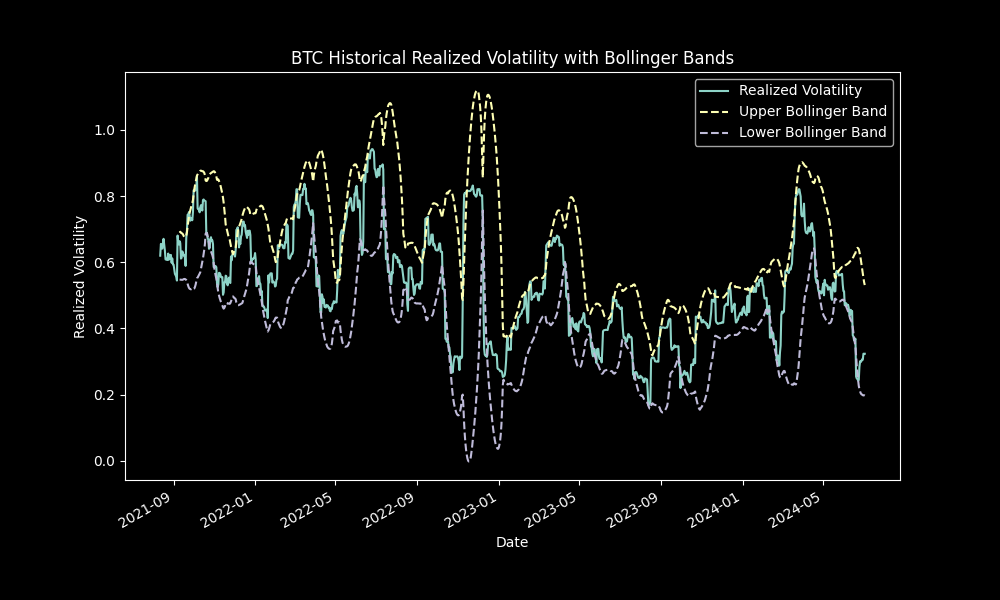 BTC Historical Realized Volatility with Bollinger Bands
Realized Volatility
Upper Bollinger Band
Lower Bollinger Band
Realized Volatility
1.0
0.8
0.6
0.4
0.2
0.0
2021-09
2022-01
2022-05
2022-09
2023-01
2023-05
2023-09
2024-01
2024-05
Date